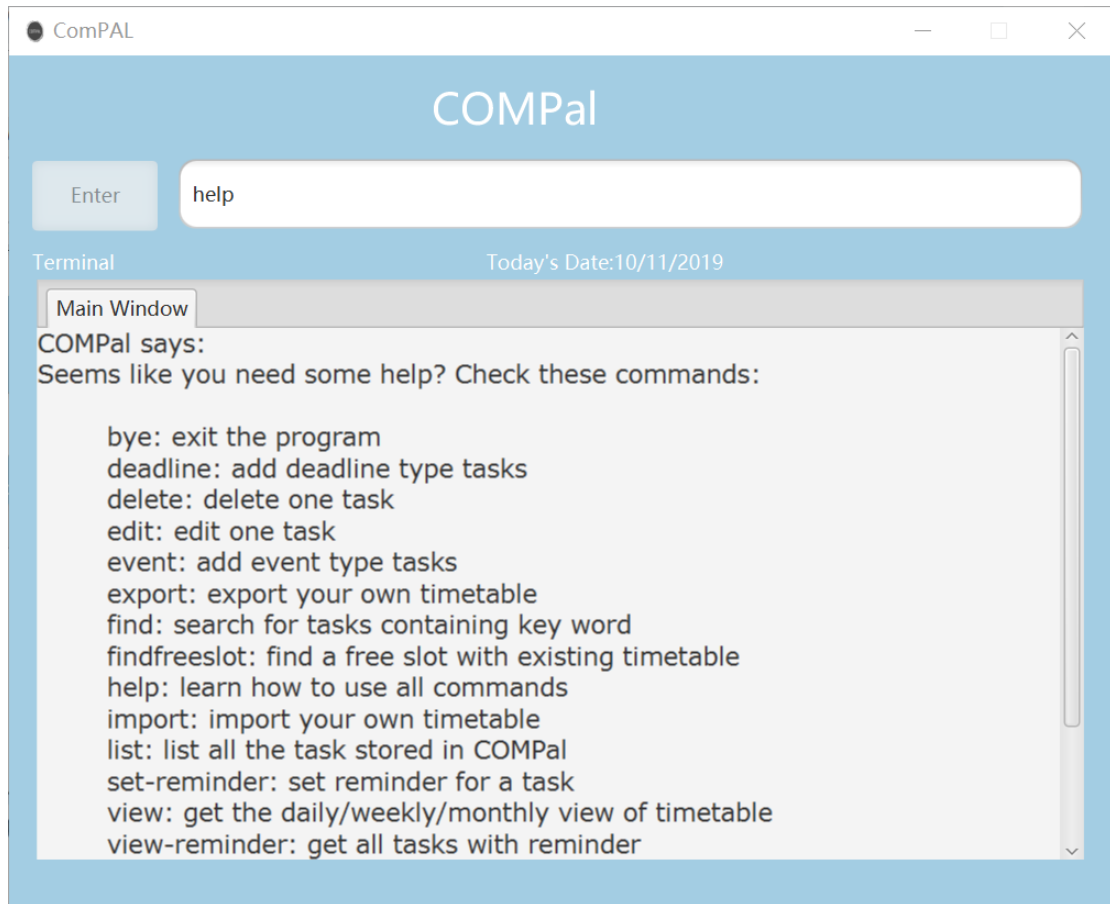 ComPAL
COMPal
Enter
help
Terminal
Today's Date:10/11/2019
Main Window
COMPal says:
Seems like you need some help? Check these commands:
bye: exit the program
deadline: add deadline type tasks
delete: delete one task
edit: edit one task
event: add event type tasks
export: export your own timetable
find: search for tasks containing key word
findfreeslot: find a free slot with existing timetable
help: learn how to use all commands
import: import your own timetable
list: list all the task stored in COMPal
set-reminder: set reminder for a task
view: get the daily/weekly/monthly view of timetable
view-reminder: get all tasks with reminder